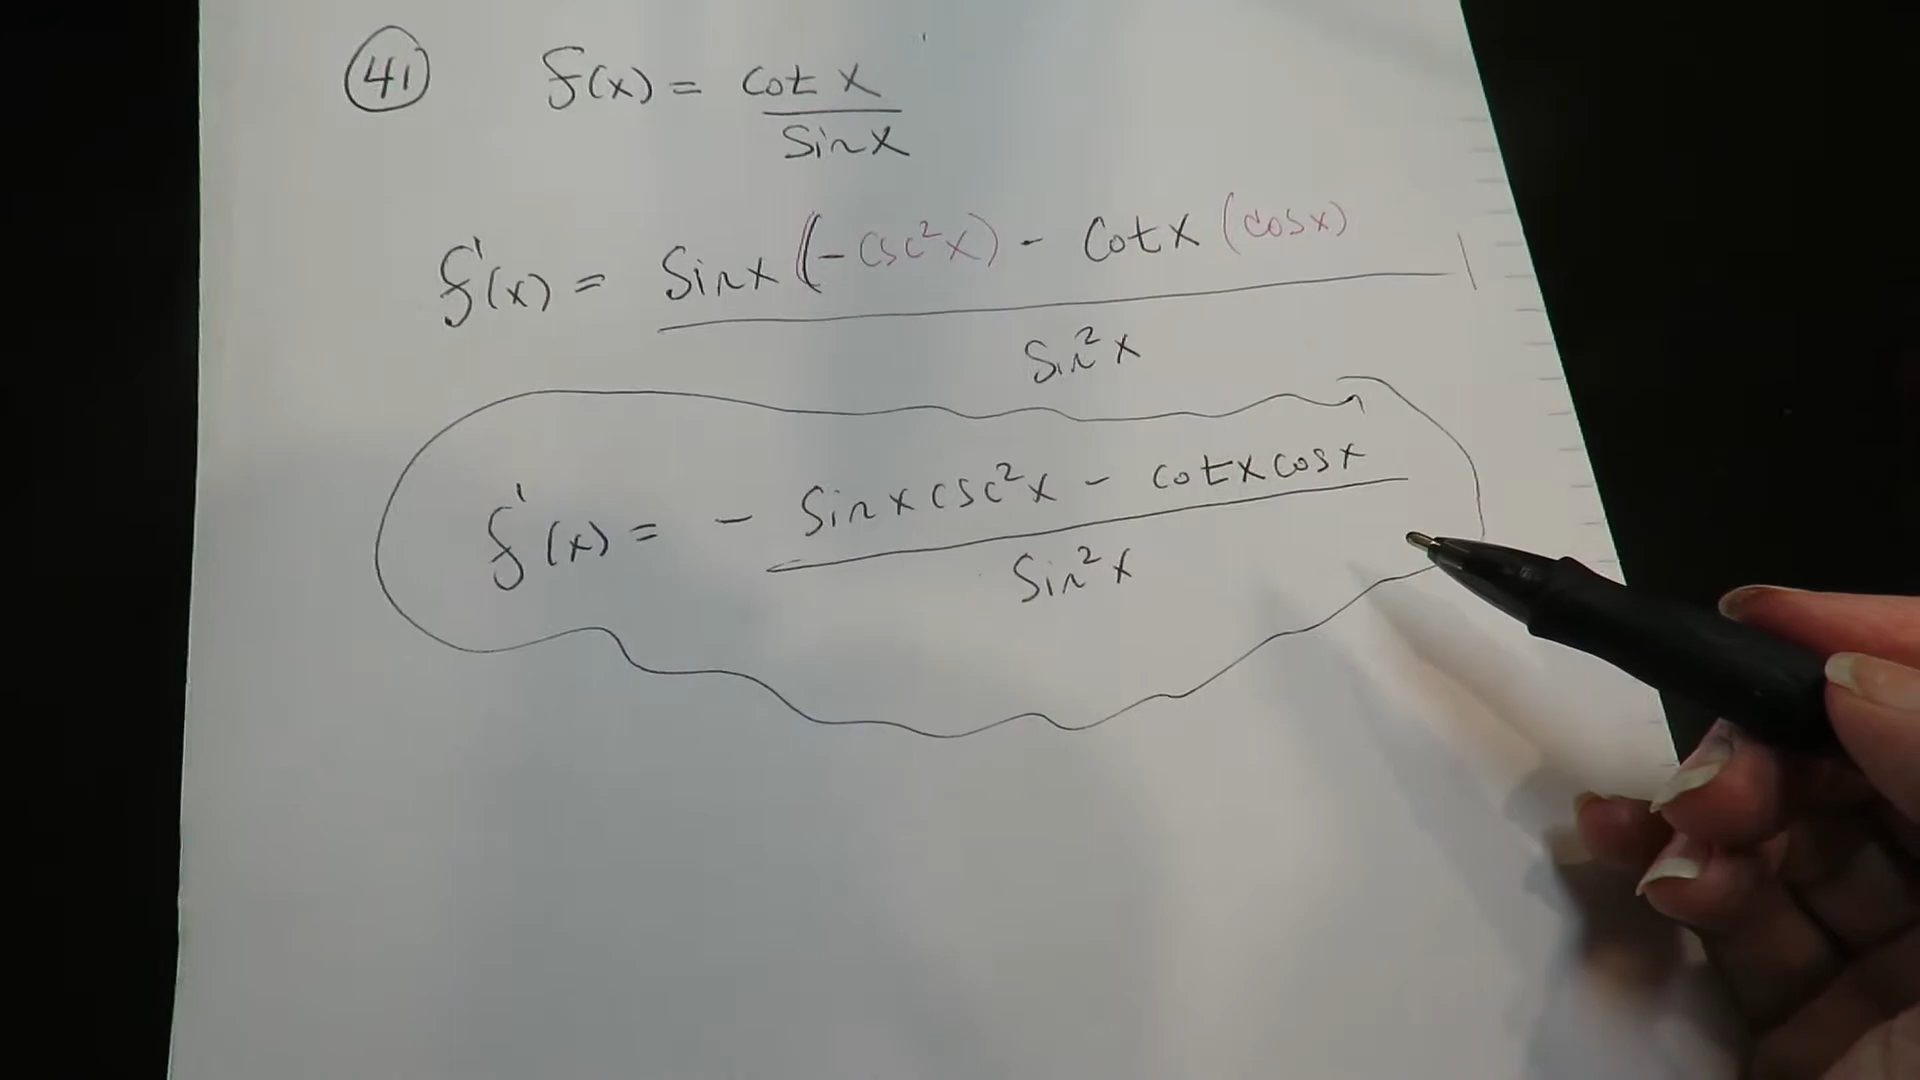 41 f(x) = cot x / sin x
f'(x) = sin x (-csc²x) - cot x (cos x) / sin²x
f'(x) = - sin x csc²x - cot x cos x / sin²x